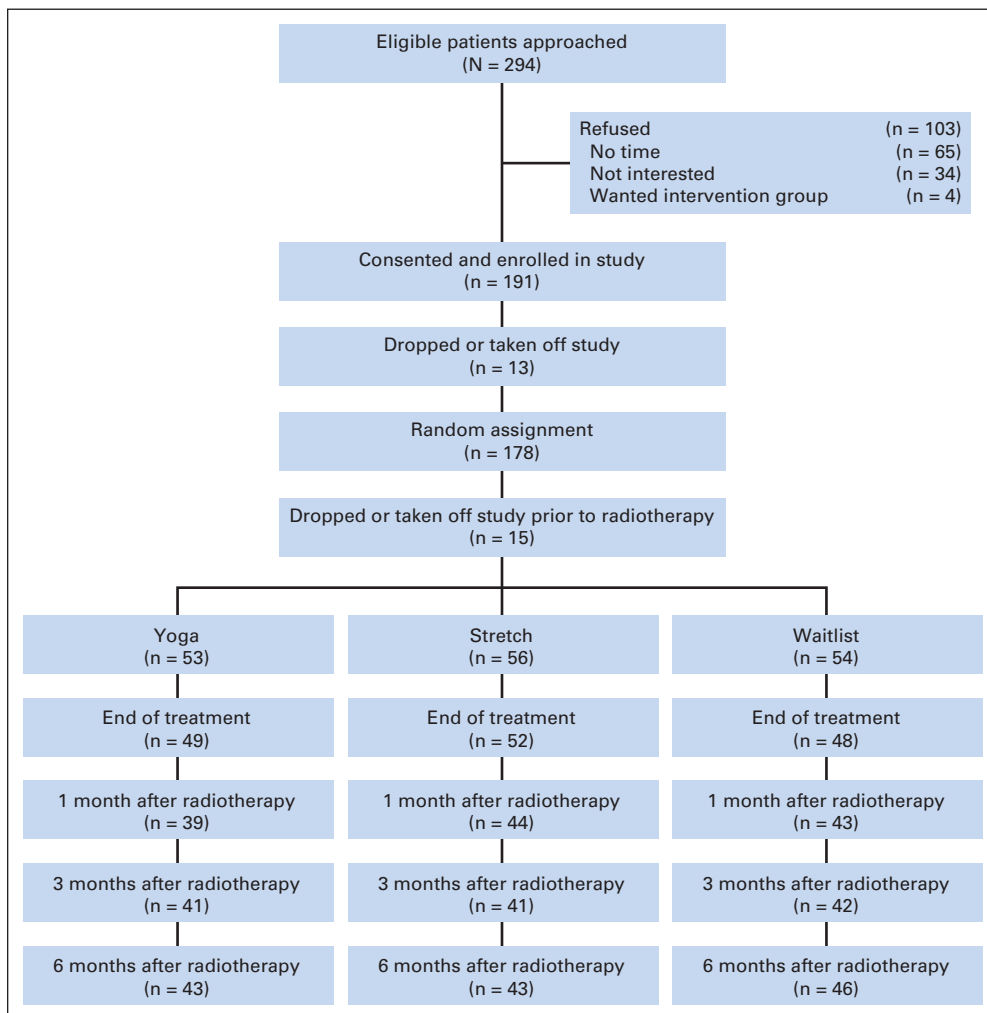 Eligible patients approached
(N = 294)
Refused (n = 103)
No time (n = 65)
Not interested (n = 34)
Wanted intervention group (n = 4)
Consented and enrolled in study
(n = 191)
Dropped or taken off study
(n = 13)
Random assignment
(n = 178)
Dropped or taken off study prior to radiotherapy
(n = 15)
Yoga
(n = 53)
Stretch
(n = 56)
Waitlist
(n = 54)
End of treatment
(n = 49)
End of treatment
(n = 52)
End of treatment
(n = 48)
1 month after radiotherapy
(n = 39)
1 month after radiotherapy
(n = 44)
1 month after radiotherapy
(n = 43)
3 months after radiotherapy
(n = 41)
3 months after radiotherapy
(n = 41)
3 months after radiotherapy
(n = 42)
6 months after radiotherapy
(n = 43)
6 months after radiotherapy
(n = 43)
6 months after radiotherapy
(n = 46)